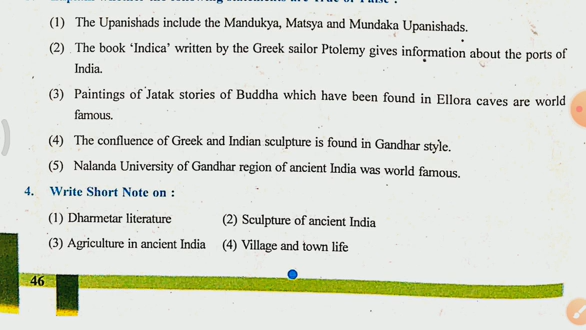 (1) The Upanishads include the Mandukya, Matsya and Mundaka Upanishads.
(2) The book ‘Indica’ written by the Greek sailor Ptolemy gives information about the ports of
India.
(3) Paintings of Jatak stories of Buddha which have been found in Ellora caves are world
famous.
(4) The confluence of Greek and Indian sculpture is found in Gandhar style.
(5) Nalanda University of Gandhar region of ancient India was world famous.
4. Write Short Note on :
(1) Dharmetar literature (2) Sculpture of ancient India
(3) Agriculture in ancient India (4) Village and town life
46